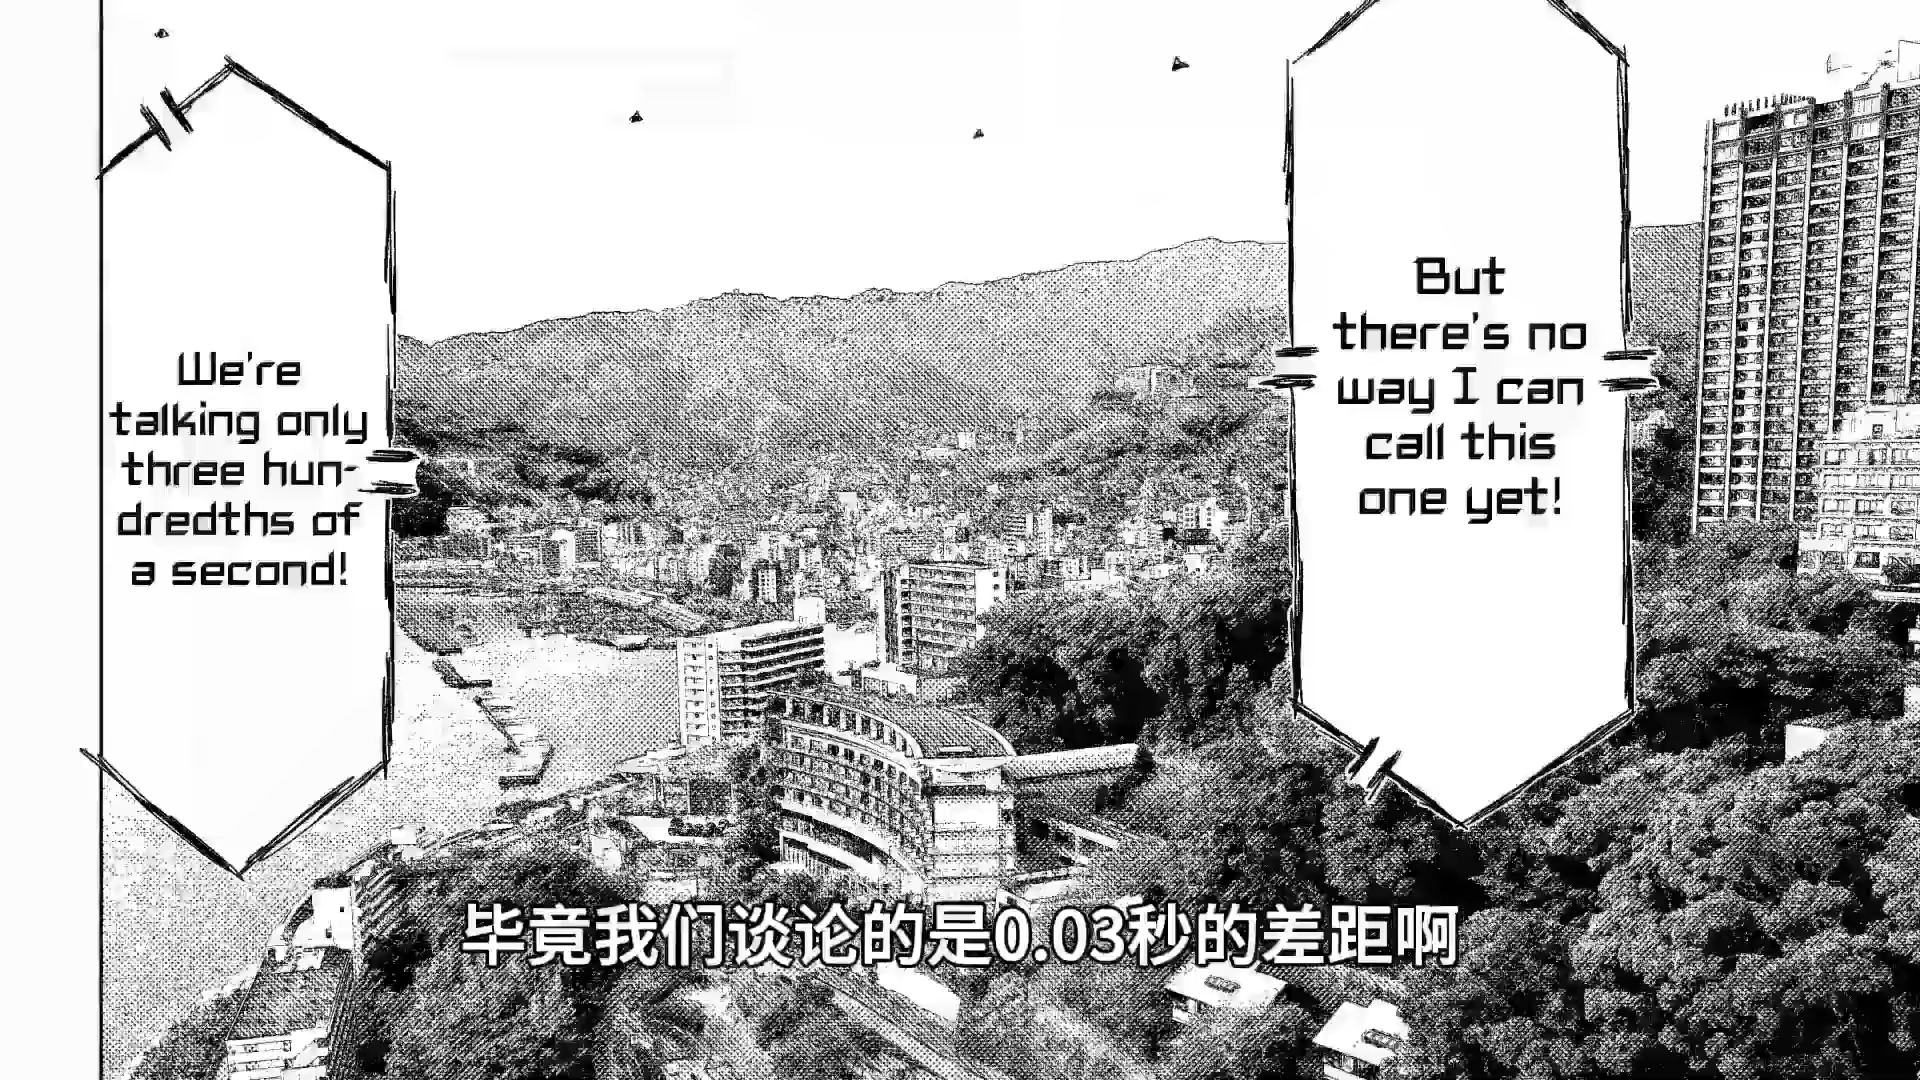 But
there's no
way I can
call this
one yet!
We're
talking only
three hun-
dredths of
a second!
毕竟我们谈论的是0.03秒的差距啊